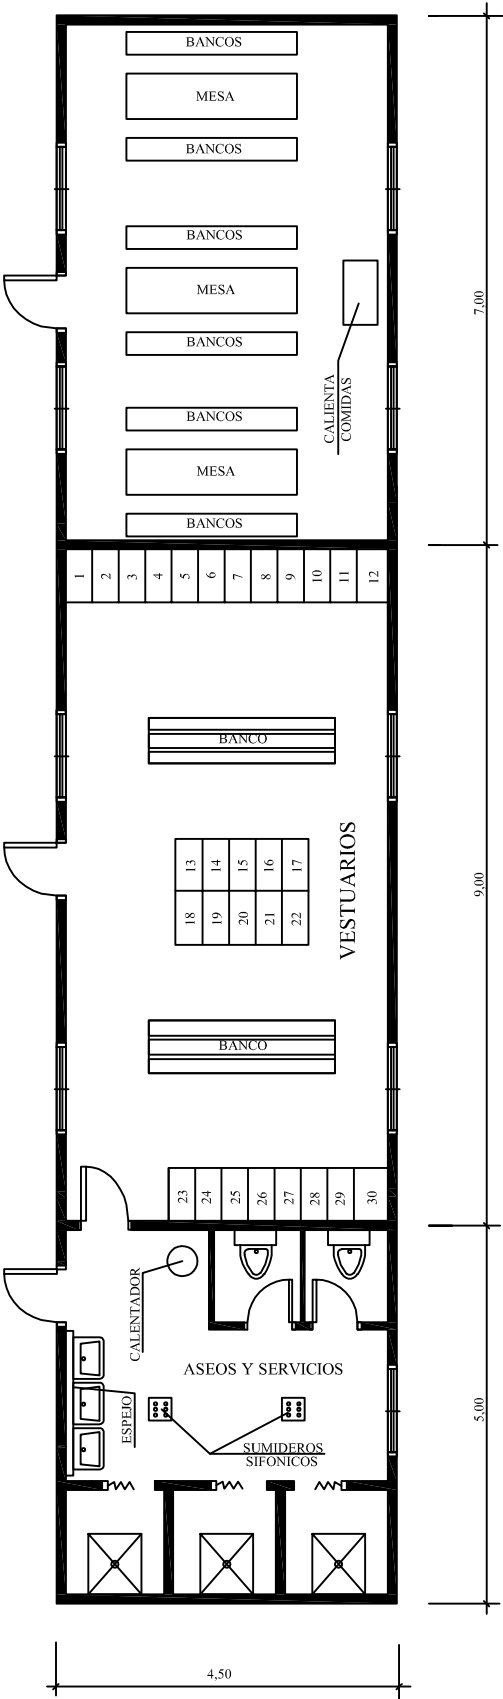 BANCOS
MESA
BANCOS
BANCOS
MESA
BANCOS
7,00
CALIENTA
COMIDAS
BANCOS
MESA
BANCOS
1 2 3 4 5 6 7 8 9 10 11 12
BANCO
13 14 15 16 17
18 19 20 21 22
VESTUARIOS
9,00
BANCO
23 24 25 26 27 28 29 30
CALENTADOR
ASEOS Y SERVICIOS
ESPEJO
SUMIDEROS
SIFONICOS
5,00
4,50